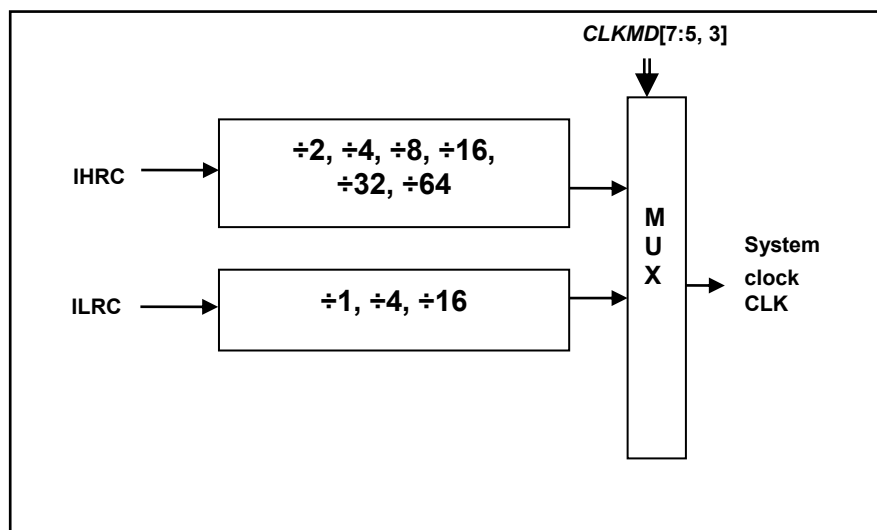 CLKMD[7:5, 3]
÷2, ÷4, ÷8, ÷16,
÷32, ÷64
IHRC
M
U
X
System
clock
CLK
ILRC
÷1, ÷4, ÷16